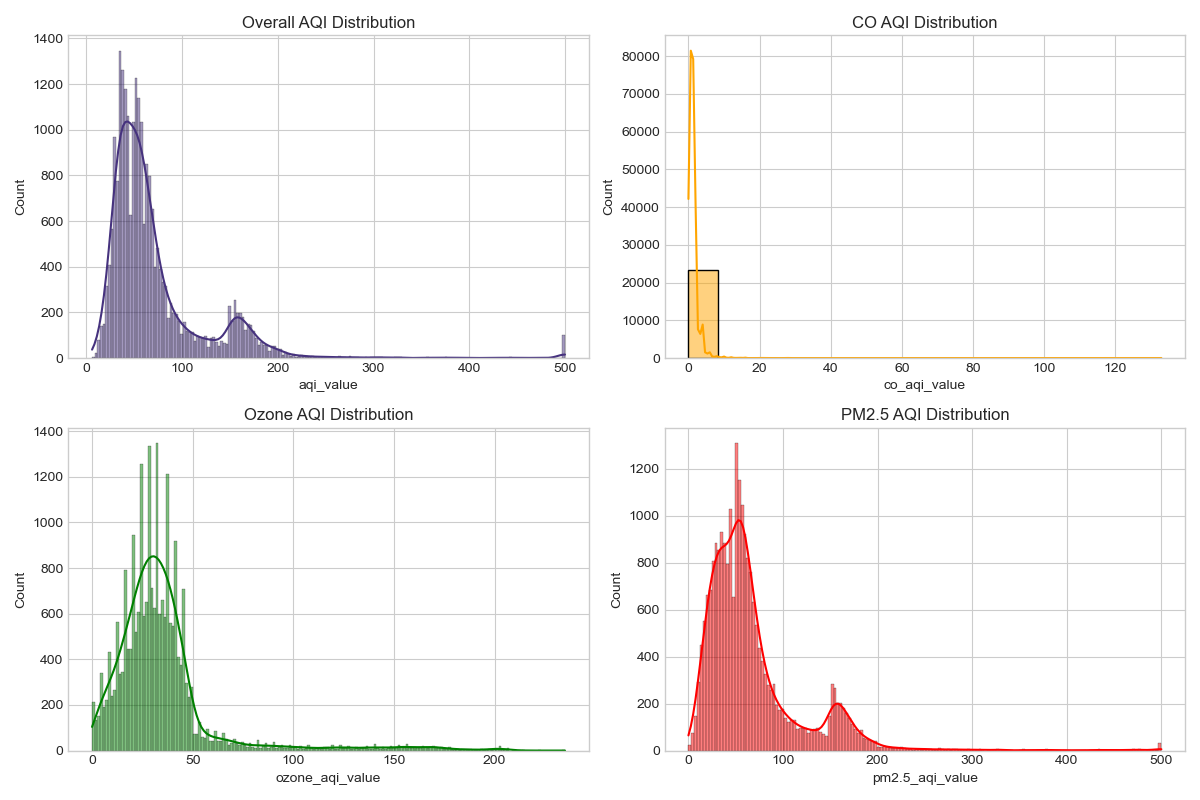 Overall AQI Distribution
1400
1200
1000
800
600
400
200
0
Count
0 100 200 300 400 500
aqi_value
CO AQI Distribution
80000
70000
60000
50000
40000
30000
20000
10000
0
Count
0 20 40 60 80 100 120
co_aqi_value
Ozone AQI Distribution
1400
1200
1000
800
600
400
200
0
Count
0 50 100 150 200
ozone_aqi_value
PM2.5 AQI Distribution
1200
1000
800
600
400
200
0
Count
0 100 200 300 400 500
pm2.5_aqi_value